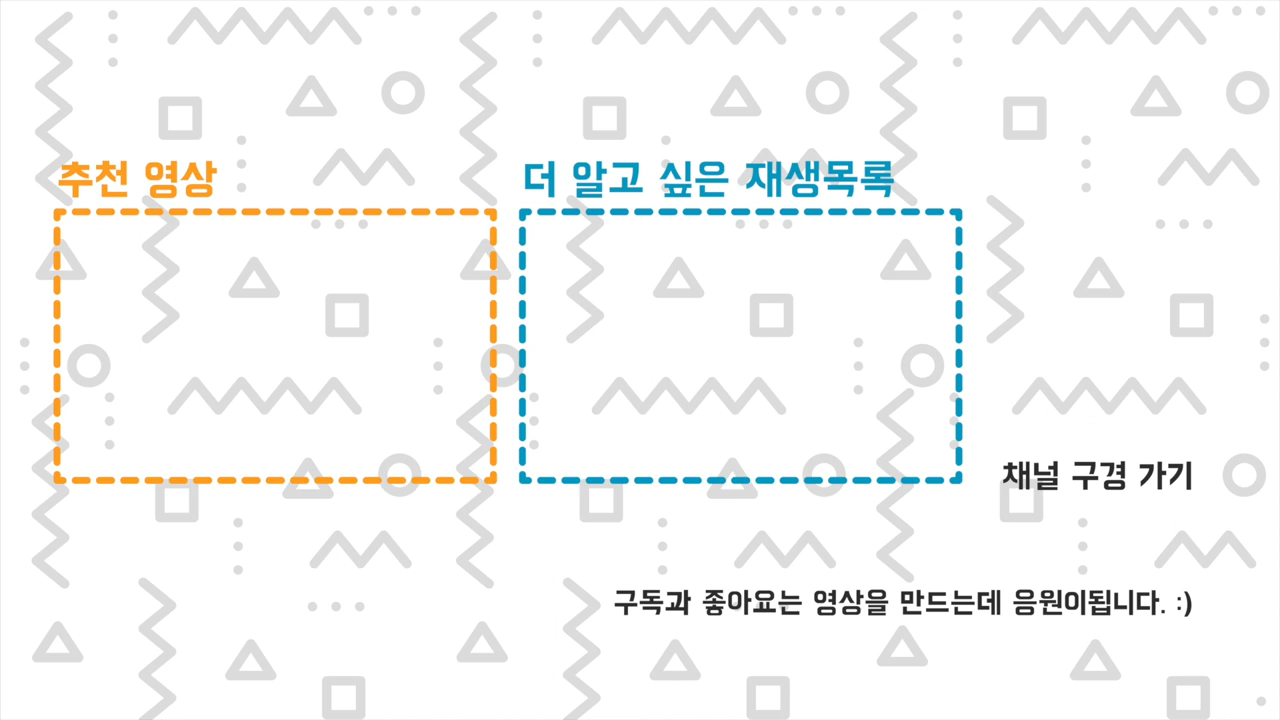 추천 영상
더 알고 싶은 재생목록
채널 구경 가기
구독과 좋아요는 영상을 만드는데 응원이됩니다. :)